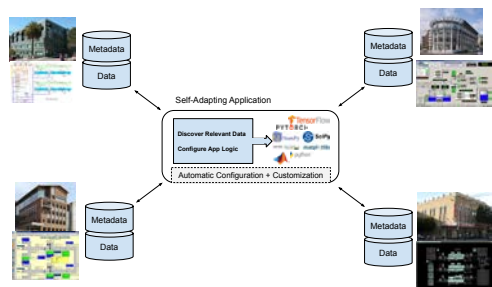 Metadata
Data
Metadata
Data
Self-Adapting Application
Discover Relevant Data
Configure App Logic
TensorFlow
PYTORCH
NumPy
SciPy
python
Automatic Configuration + Customization
Metadata
Data
Metadata
Data